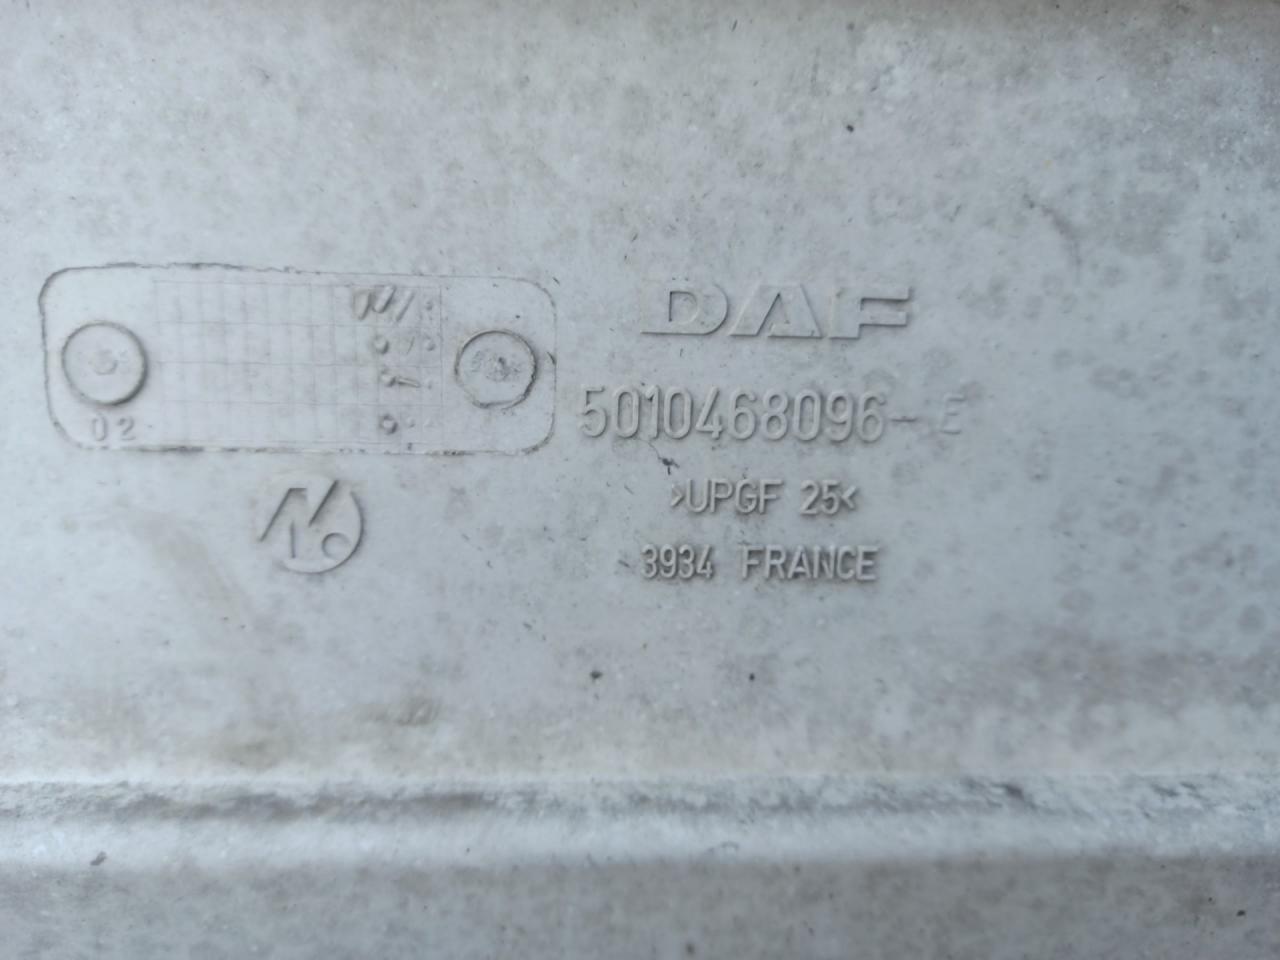 DAF
5010468096-E
>UPGF 25<
3934 FRANCE
02